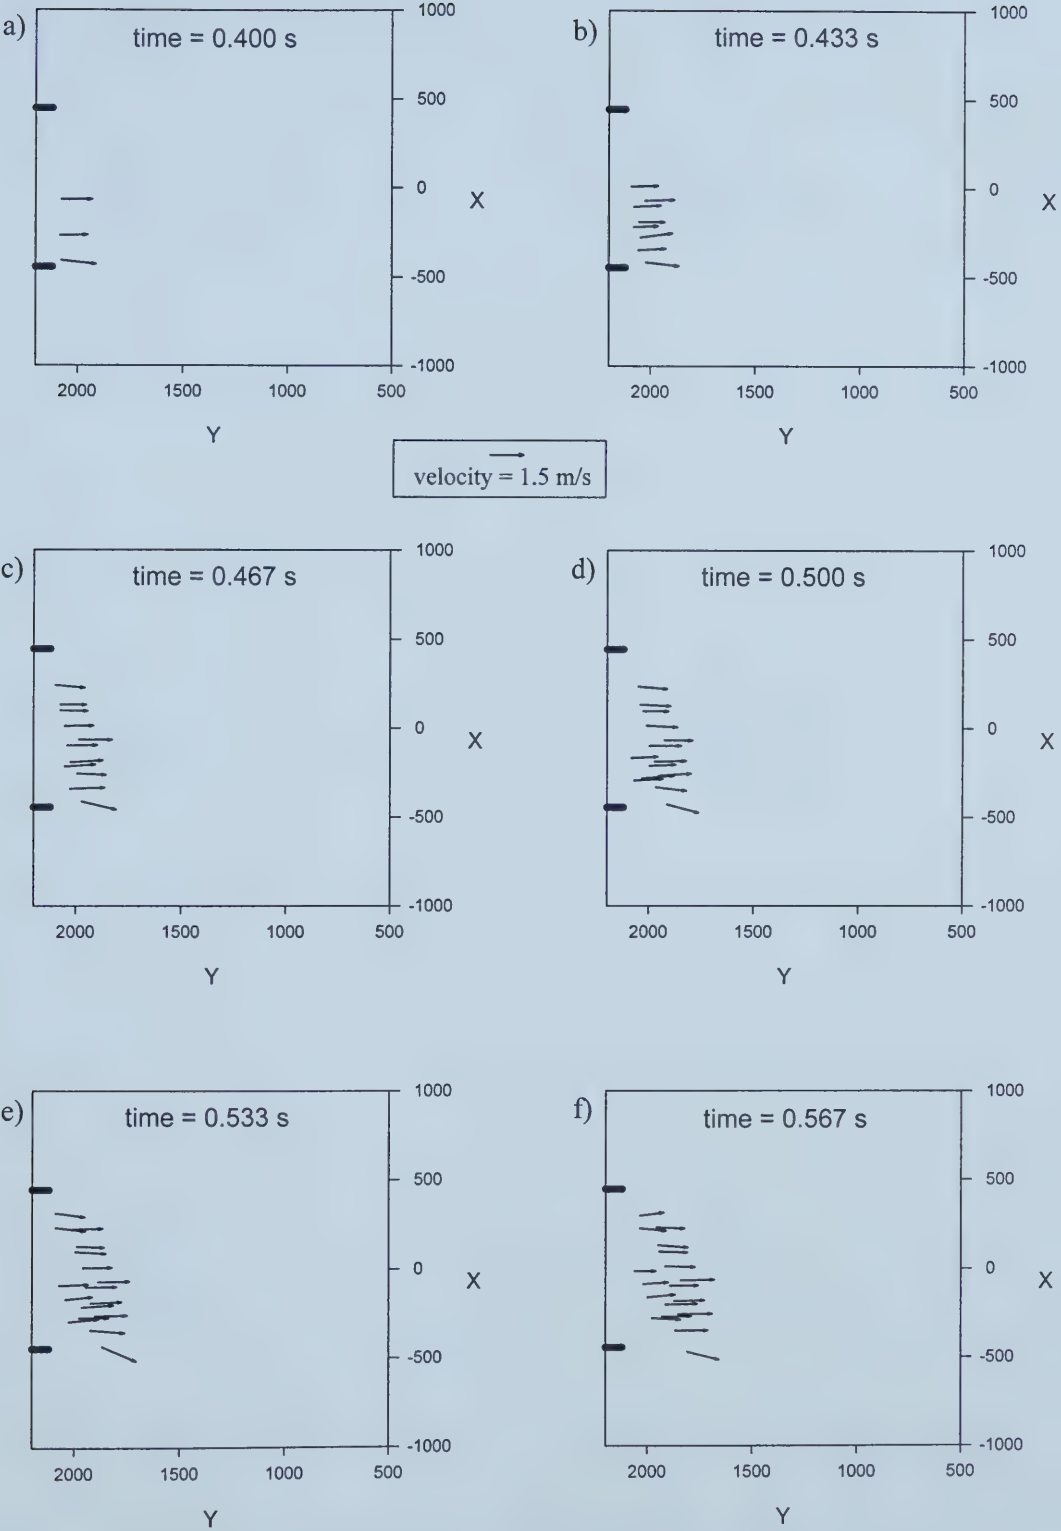 a)
time = 0.400 s
1000
500
0
X
-500
-1000
2000 1500 1000 500
Y
b)
time = 0.433 s
1000
500
0
X
-500
-1000
2000 1500 1000 500
Y
velocity = 1.5 m/s
c)
time = 0.467 s
1000
500
0
X
-500
-1000
2000 1500 1000 500
Y
d)
time = 0.500 s
1000
500
0
X
-500
-1000
2000 1500 1000 500
Y
e)
time = 0.533 s
1000
500
0
X
-500
-1000
2000 1500 1000 500
Y
f)
time = 0.567 s
1000
500
0
X
-500
-1000
2000 1500 1000 500
Y